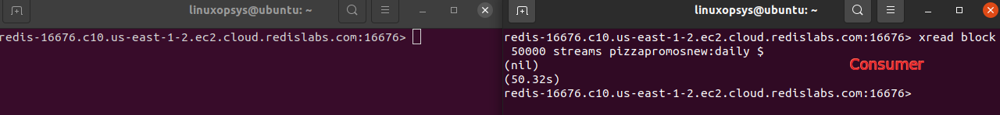 linuxopsys@ubuntu: ~
redis-16676.c10.us-east-1-2.ec2.cloud.redislabs.com:16676>
linuxopsys@ubuntu: ~
redis-16676.c10.us-east-1-2.ec2.cloud.redislabs.com:16676> xread block
50000 streams pizzapromosnew:daily $
(nil)
Consumer
(50.32s)
redis-16676.c10.us-east-1-2.ec2.cloud.redislabs.com:16676>